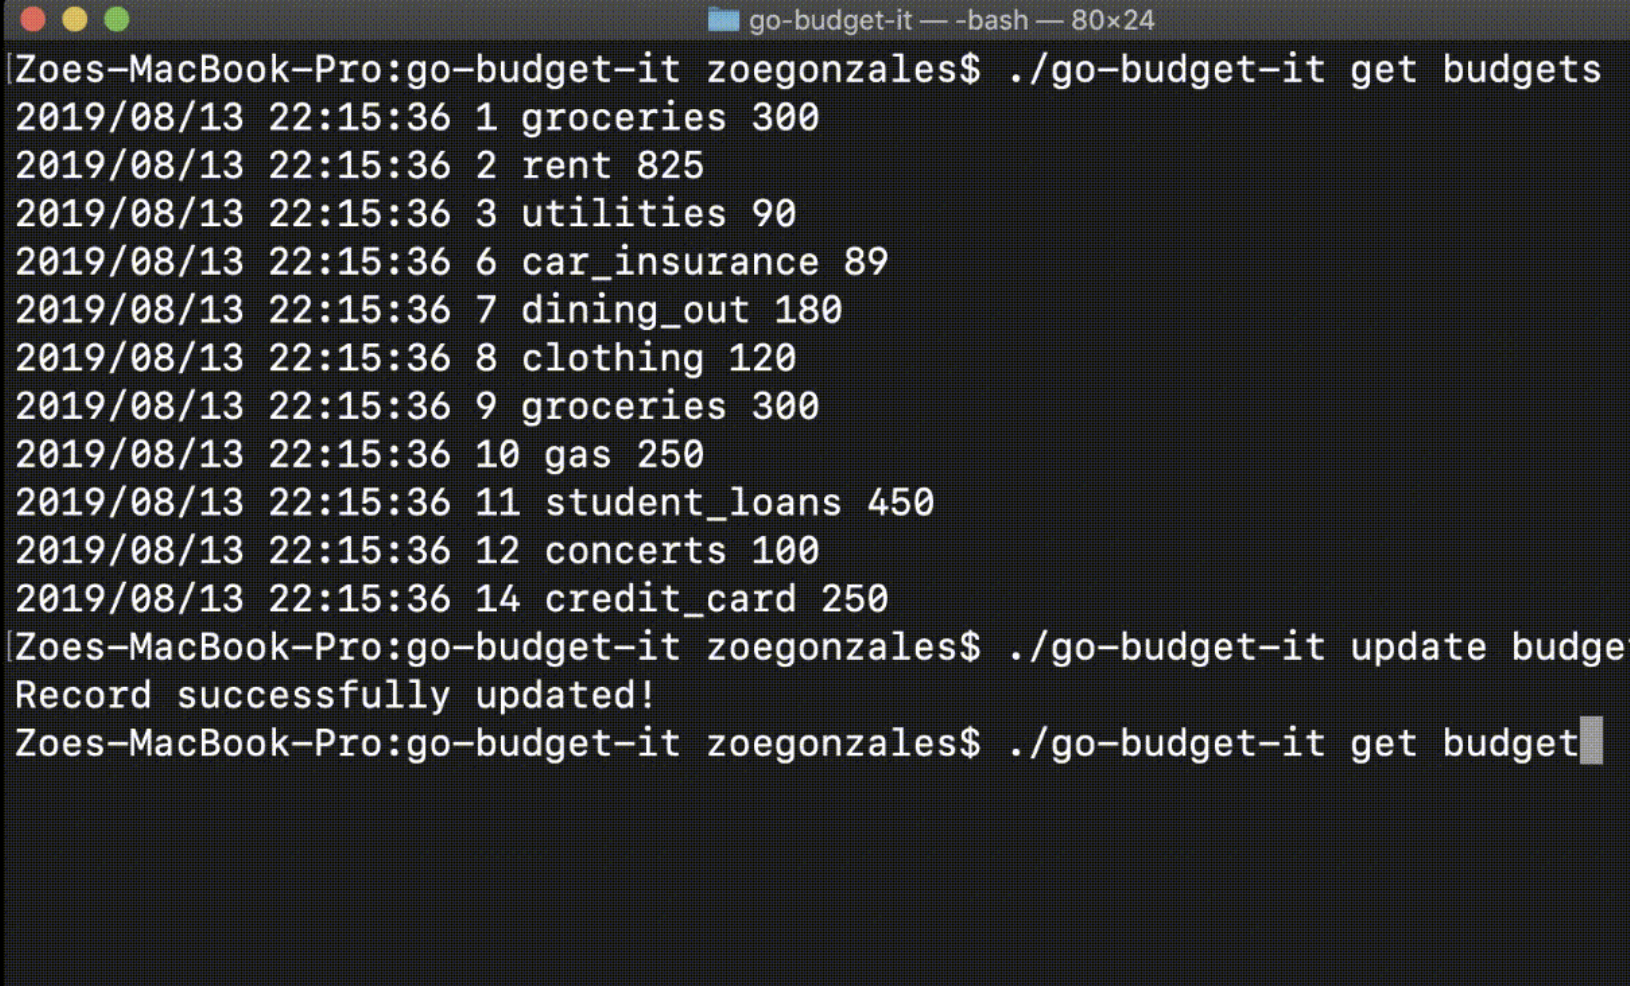 go-budget-it — -bash — 80×24
Zoes-MacBook-Pro:go-budget-it zoegonzales$ ./go-budget-it get budgets
2019/08/13 22:15:36 1 groceries 300
2019/08/13 22:15:36 2 rent 825
2019/08/13 22:15:36 3 utilities 90
2019/08/13 22:15:36 6 car_insurance 89
2019/08/13 22:15:36 7 dining_out 180
2019/08/13 22:15:36 8 clothing 120
2019/08/13 22:15:36 9 groceries 300
2019/08/13 22:15:36 10 gas 250
2019/08/13 22:15:36 11 student_loans 450
2019/08/13 22:15:36 12 concerts 100
2019/08/13 22:15:36 14 credit_card 250
Zoes-MacBook-Pro:go-budget-it zoegonzales$ ./go-budget-it update budge
Record successfully updated!
Zoes-MacBook-Pro:go-budget-it zoegonzales$ ./go-budget-it get budget